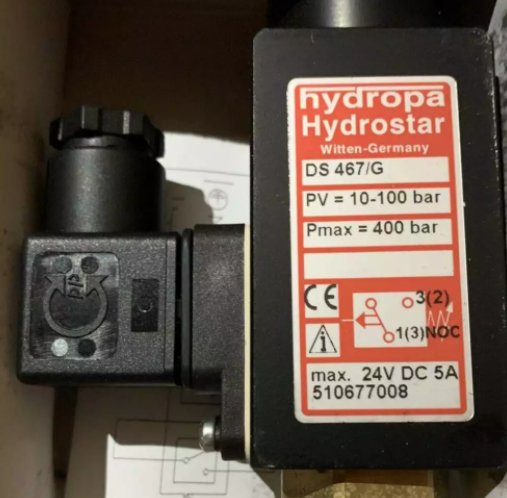 hydropa
Hydrostar
Witten-Germany
DS 467/G
PV = 10-100 bar
Pmax = 400 bar
CE
3(2)
1(3)NOC
i
max. 24V DC 5A
510677008